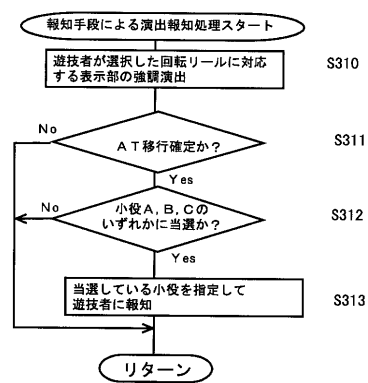 報知手段による演出報知処理スタート
遊技者が選択した回転リールに対応
する表示部の強調演出
S310
No
AT移行確定か？
S311
Yes
No
小役A，B，Cの
いずれかに当選か？
S312
Yes
当選している小役を指定して
遊技者に報知
S313
リターン